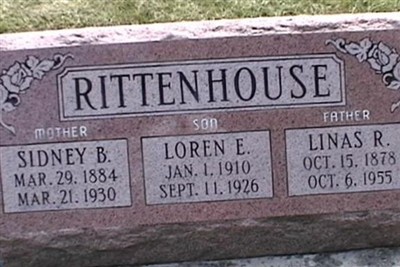 RITTENHOUSE
MOTHER
SIDNEY B.
MAR. 29. 1884
MAR. 21. 1930
SON
LOREN E.
JAN. 1. 1910
SEPT. 11. 1926
FATHER
LINAS R.
OCT. 15. 1878
OCT. 6. 1955